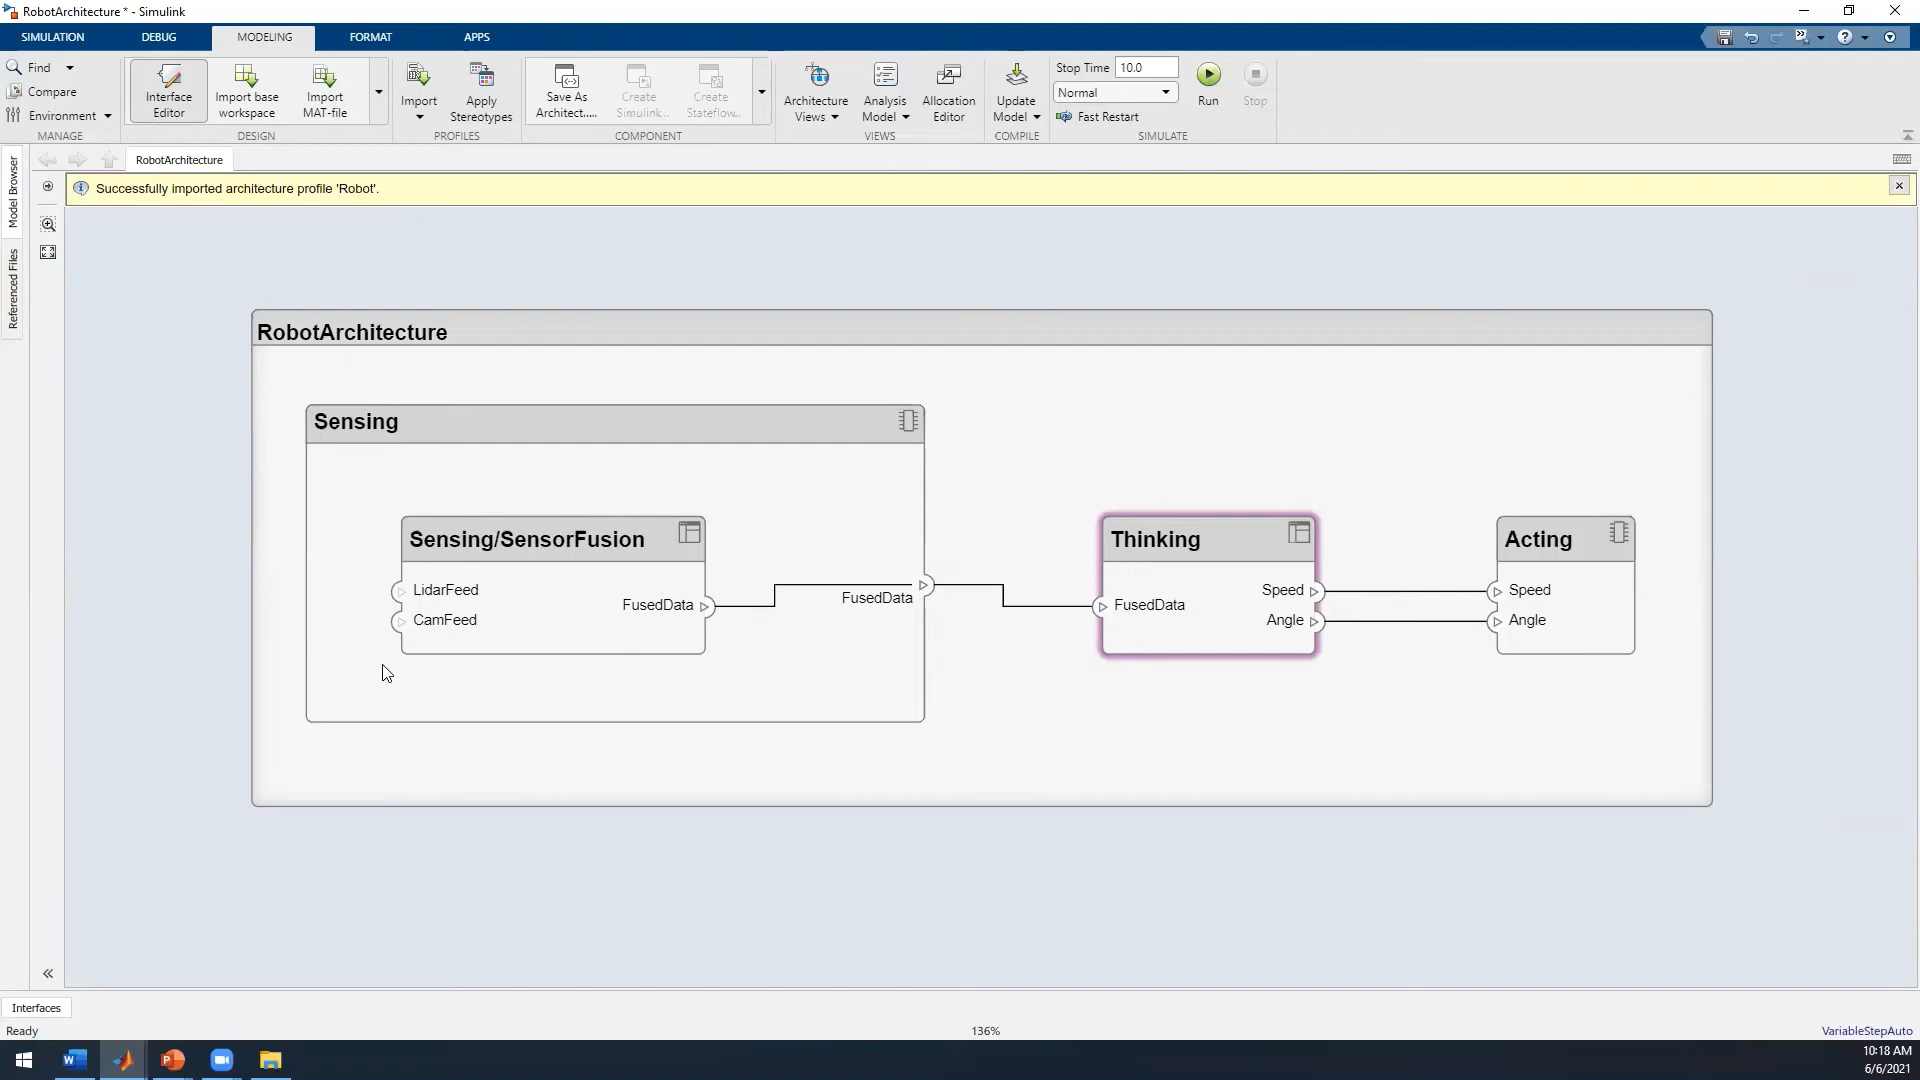 RobotArchitecture * - Simulink
SIMULATION DEBUG MODELING FORMAT APPS
Find
Compare
Environment
MANAGE
Interface
Editor
Import base
workspace
Import
MAT-file
DESIGN
Import
Apply
Stereotypes
PROFILES
Save As
Architect.....
Create
Simulink...
Create
Stateflow...
COMPONENT
Architecture
Views
Analysis
Model
Allocation
Editor
VIEWS
Update
Model
COMPILE
Stop Time 10.0
Normal
Fast Restart
Run
Stop
SIMULATE
RobotArchitecture
Model Browser
Referenced Files
Successfully imported architecture profile 'Robot'.
RobotArchitecture
Sensing
Sensing/SensorFusion
LidarFeed
CamFeed
FusedData
FusedData
Thinking
FusedData
Speed
Angle
Acting
Speed
Angle
Interfaces
Ready
136%
VariableStepAuto
10:18 AM
6/6/2021